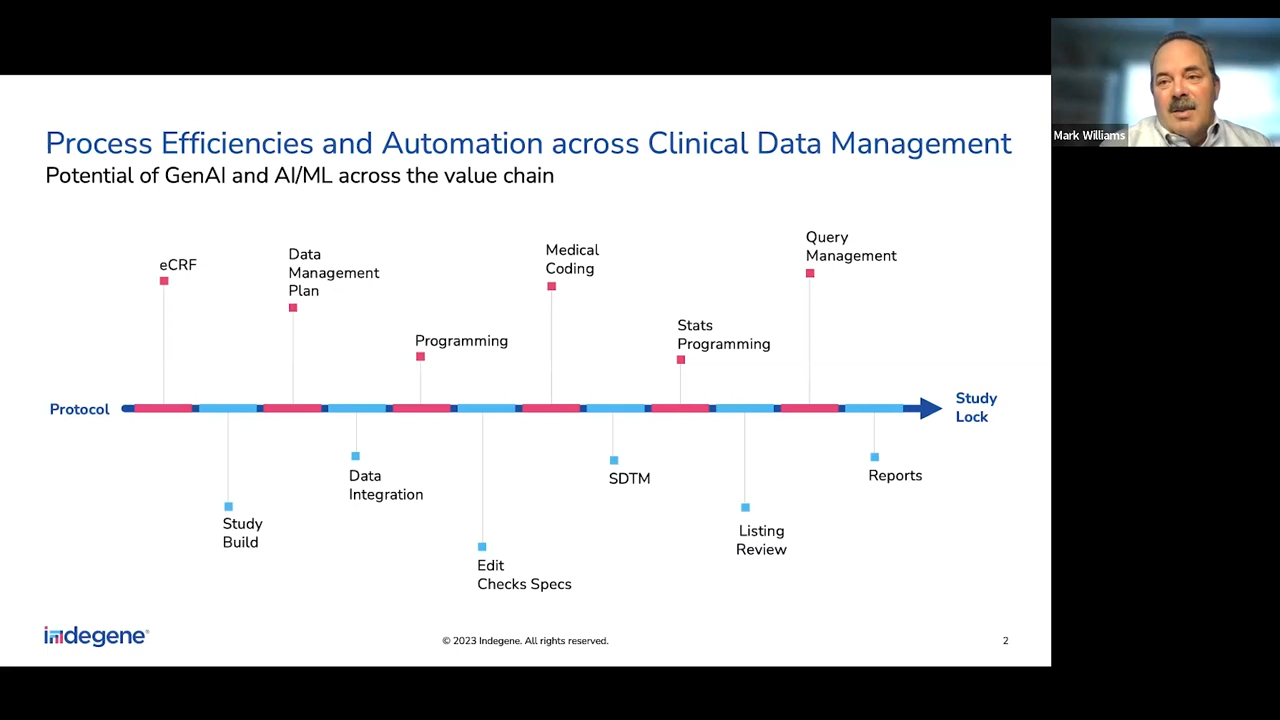 Process Efficiencies and Automation across Clinical Data Management
Potential of GenAI and AI/ML across the value chain
Mark Williams
eCRF
Data
Management
Plan
Programming
Medical
Coding
Stats
Programming
Query
Management
Protocol
Study
Lock
Study
Build
Data
Integration
Edit
Checks Specs
SDTM
Listing
Review
Reports
indegene®
© 2023 Indegene. All rights reserved.
2